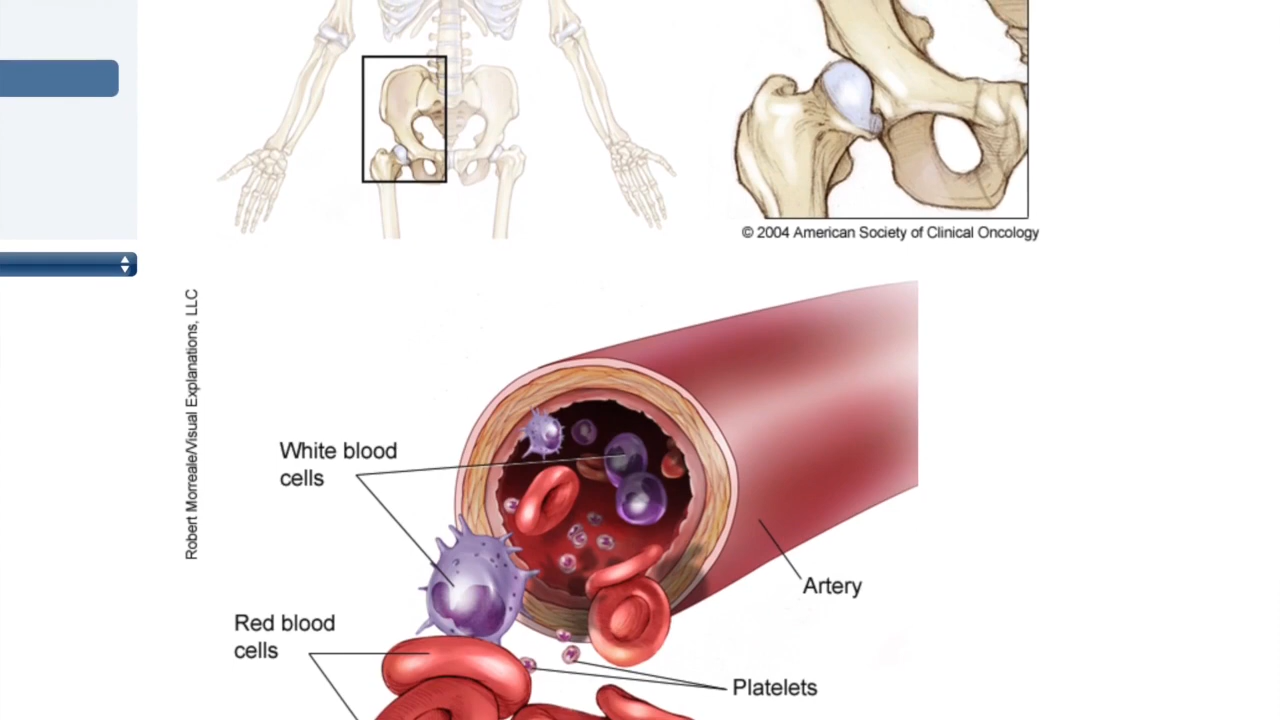 © 2004 American Society of Clinical Oncology
Robert Morreale/Visual Explanations, LLC
White blood
cells
Artery
Red blood
cells
Platelets